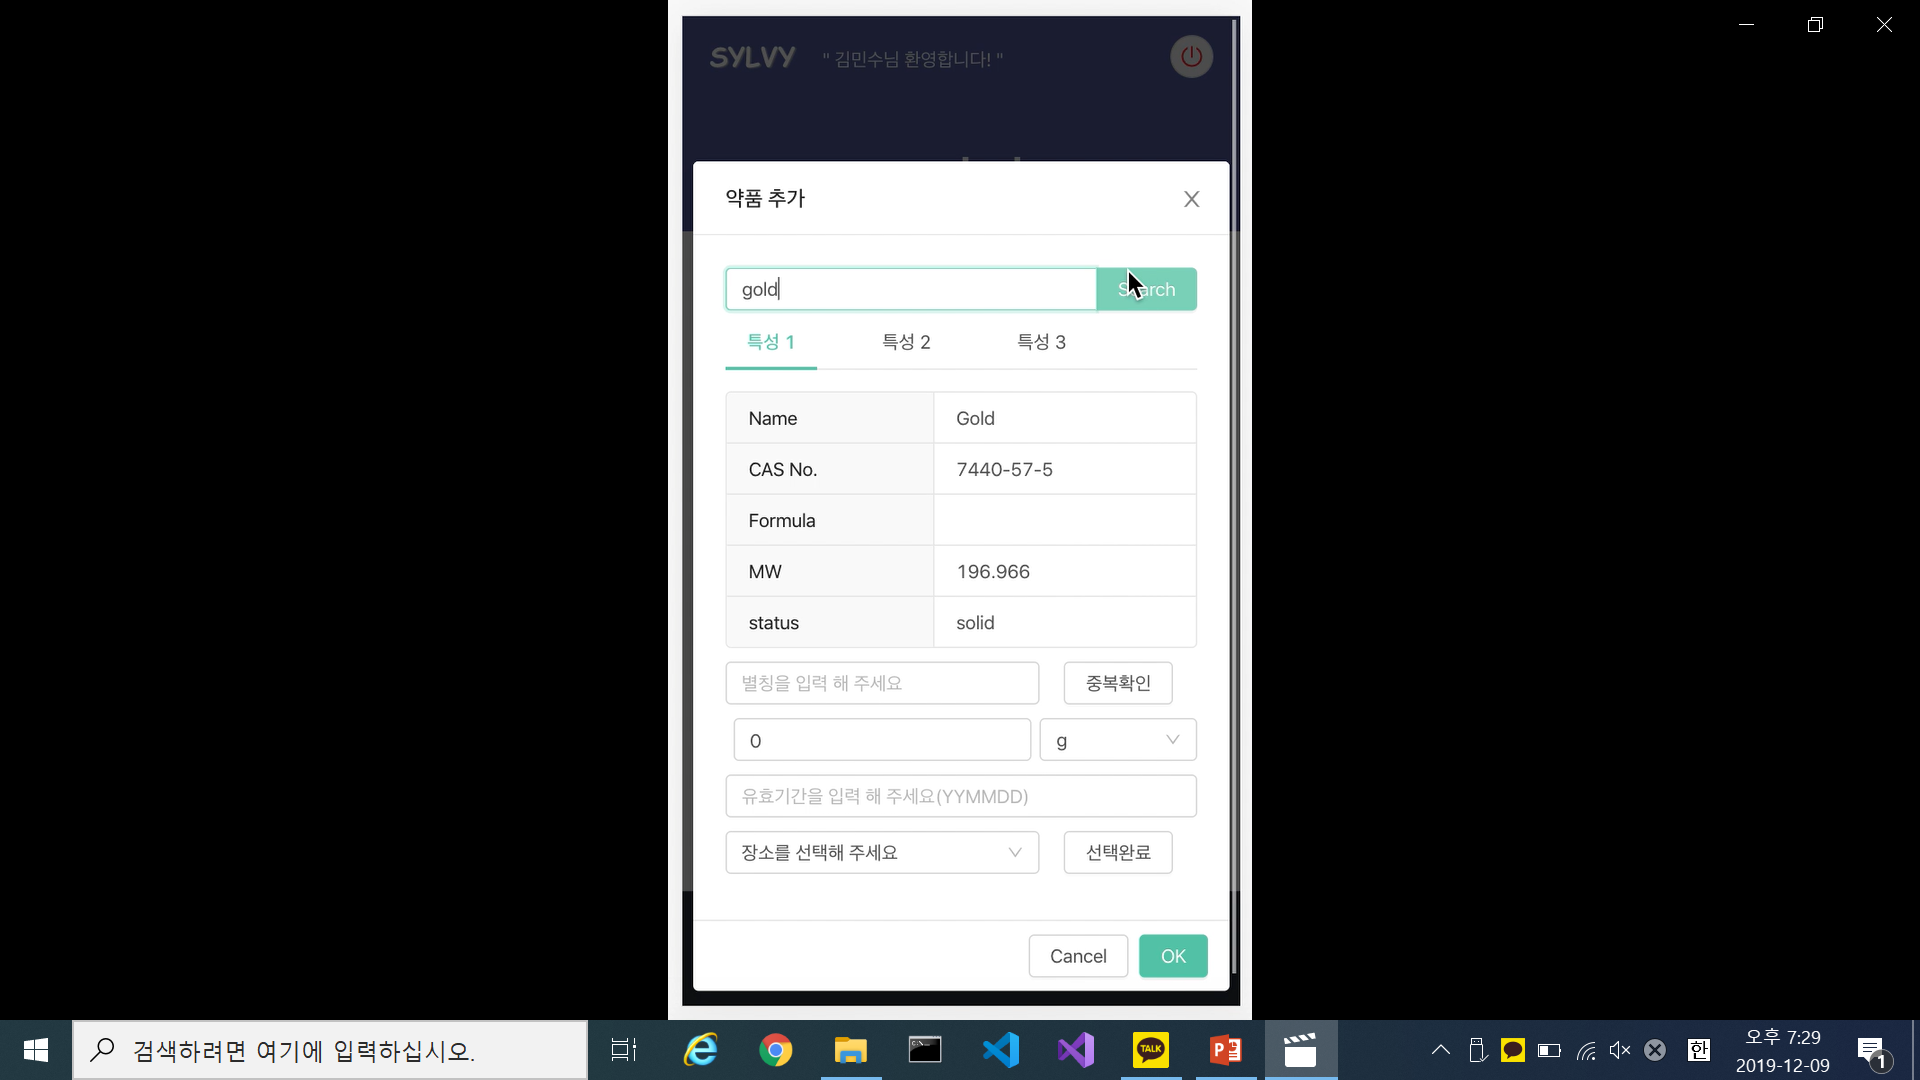 SYLVY " 김민수님 환영합니다! "
약품 추가
gold Search
특성 1 특성 2 특성 3
Name Gold
CAS No. 7440-57-5
Formula
MW 196.966
status solid
별칭을 입력 해 주세요 중복확인
0 g
유효기간을 입력 해 주세요(YYMMDD)
장소를 선택해 주세요 선택완료
Cancel OK
검색하려면 여기에 입력하십시오.
TALK
한
오후 7:29
2019-12-09
1